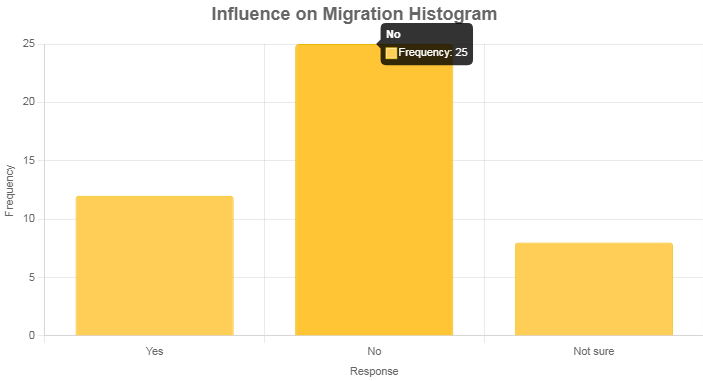 Influence on Migration Histogram
No
Frequency: 25
25
20
15
10
5
0
Frequency
Yes
No
Not sure
Response